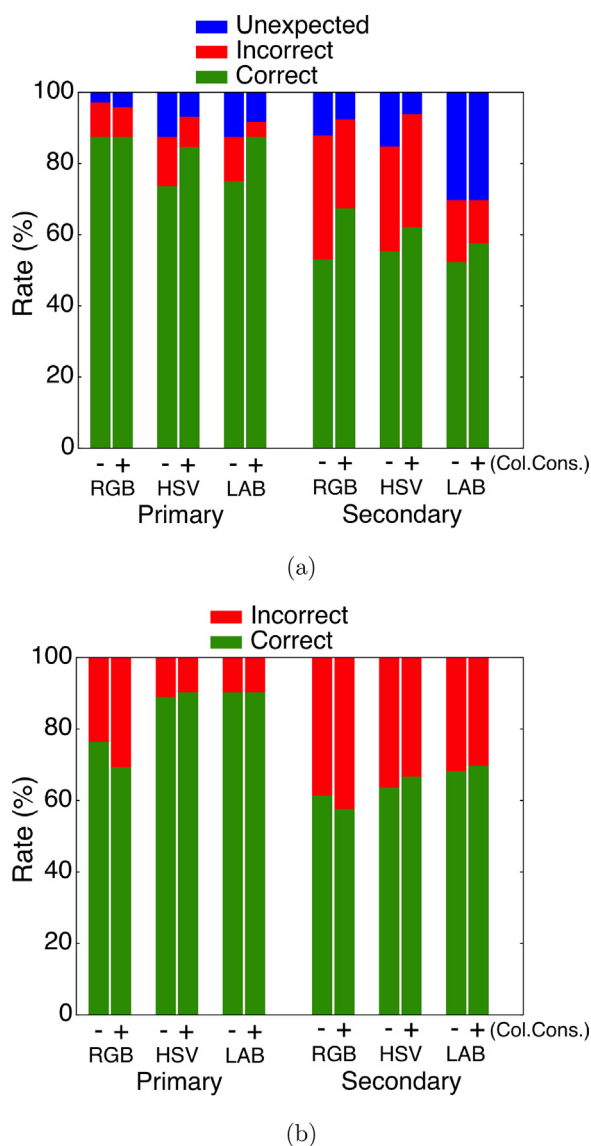 Unexpected
Incorrect
Correct
100
80
60
40
20
0
Rate (%)
- + - + - + - + - + - + (Col.Cons.)
RGB HSV LAB RGB HSV LAB
Primary Secondary
(a)
Incorrect
Correct
100
80
60
40
20
0
Rate (%)
- + - + - + - + - + - + (Col.Cons.)
RGB HSV LAB RGB HSV LAB
Primary Secondary
(b)